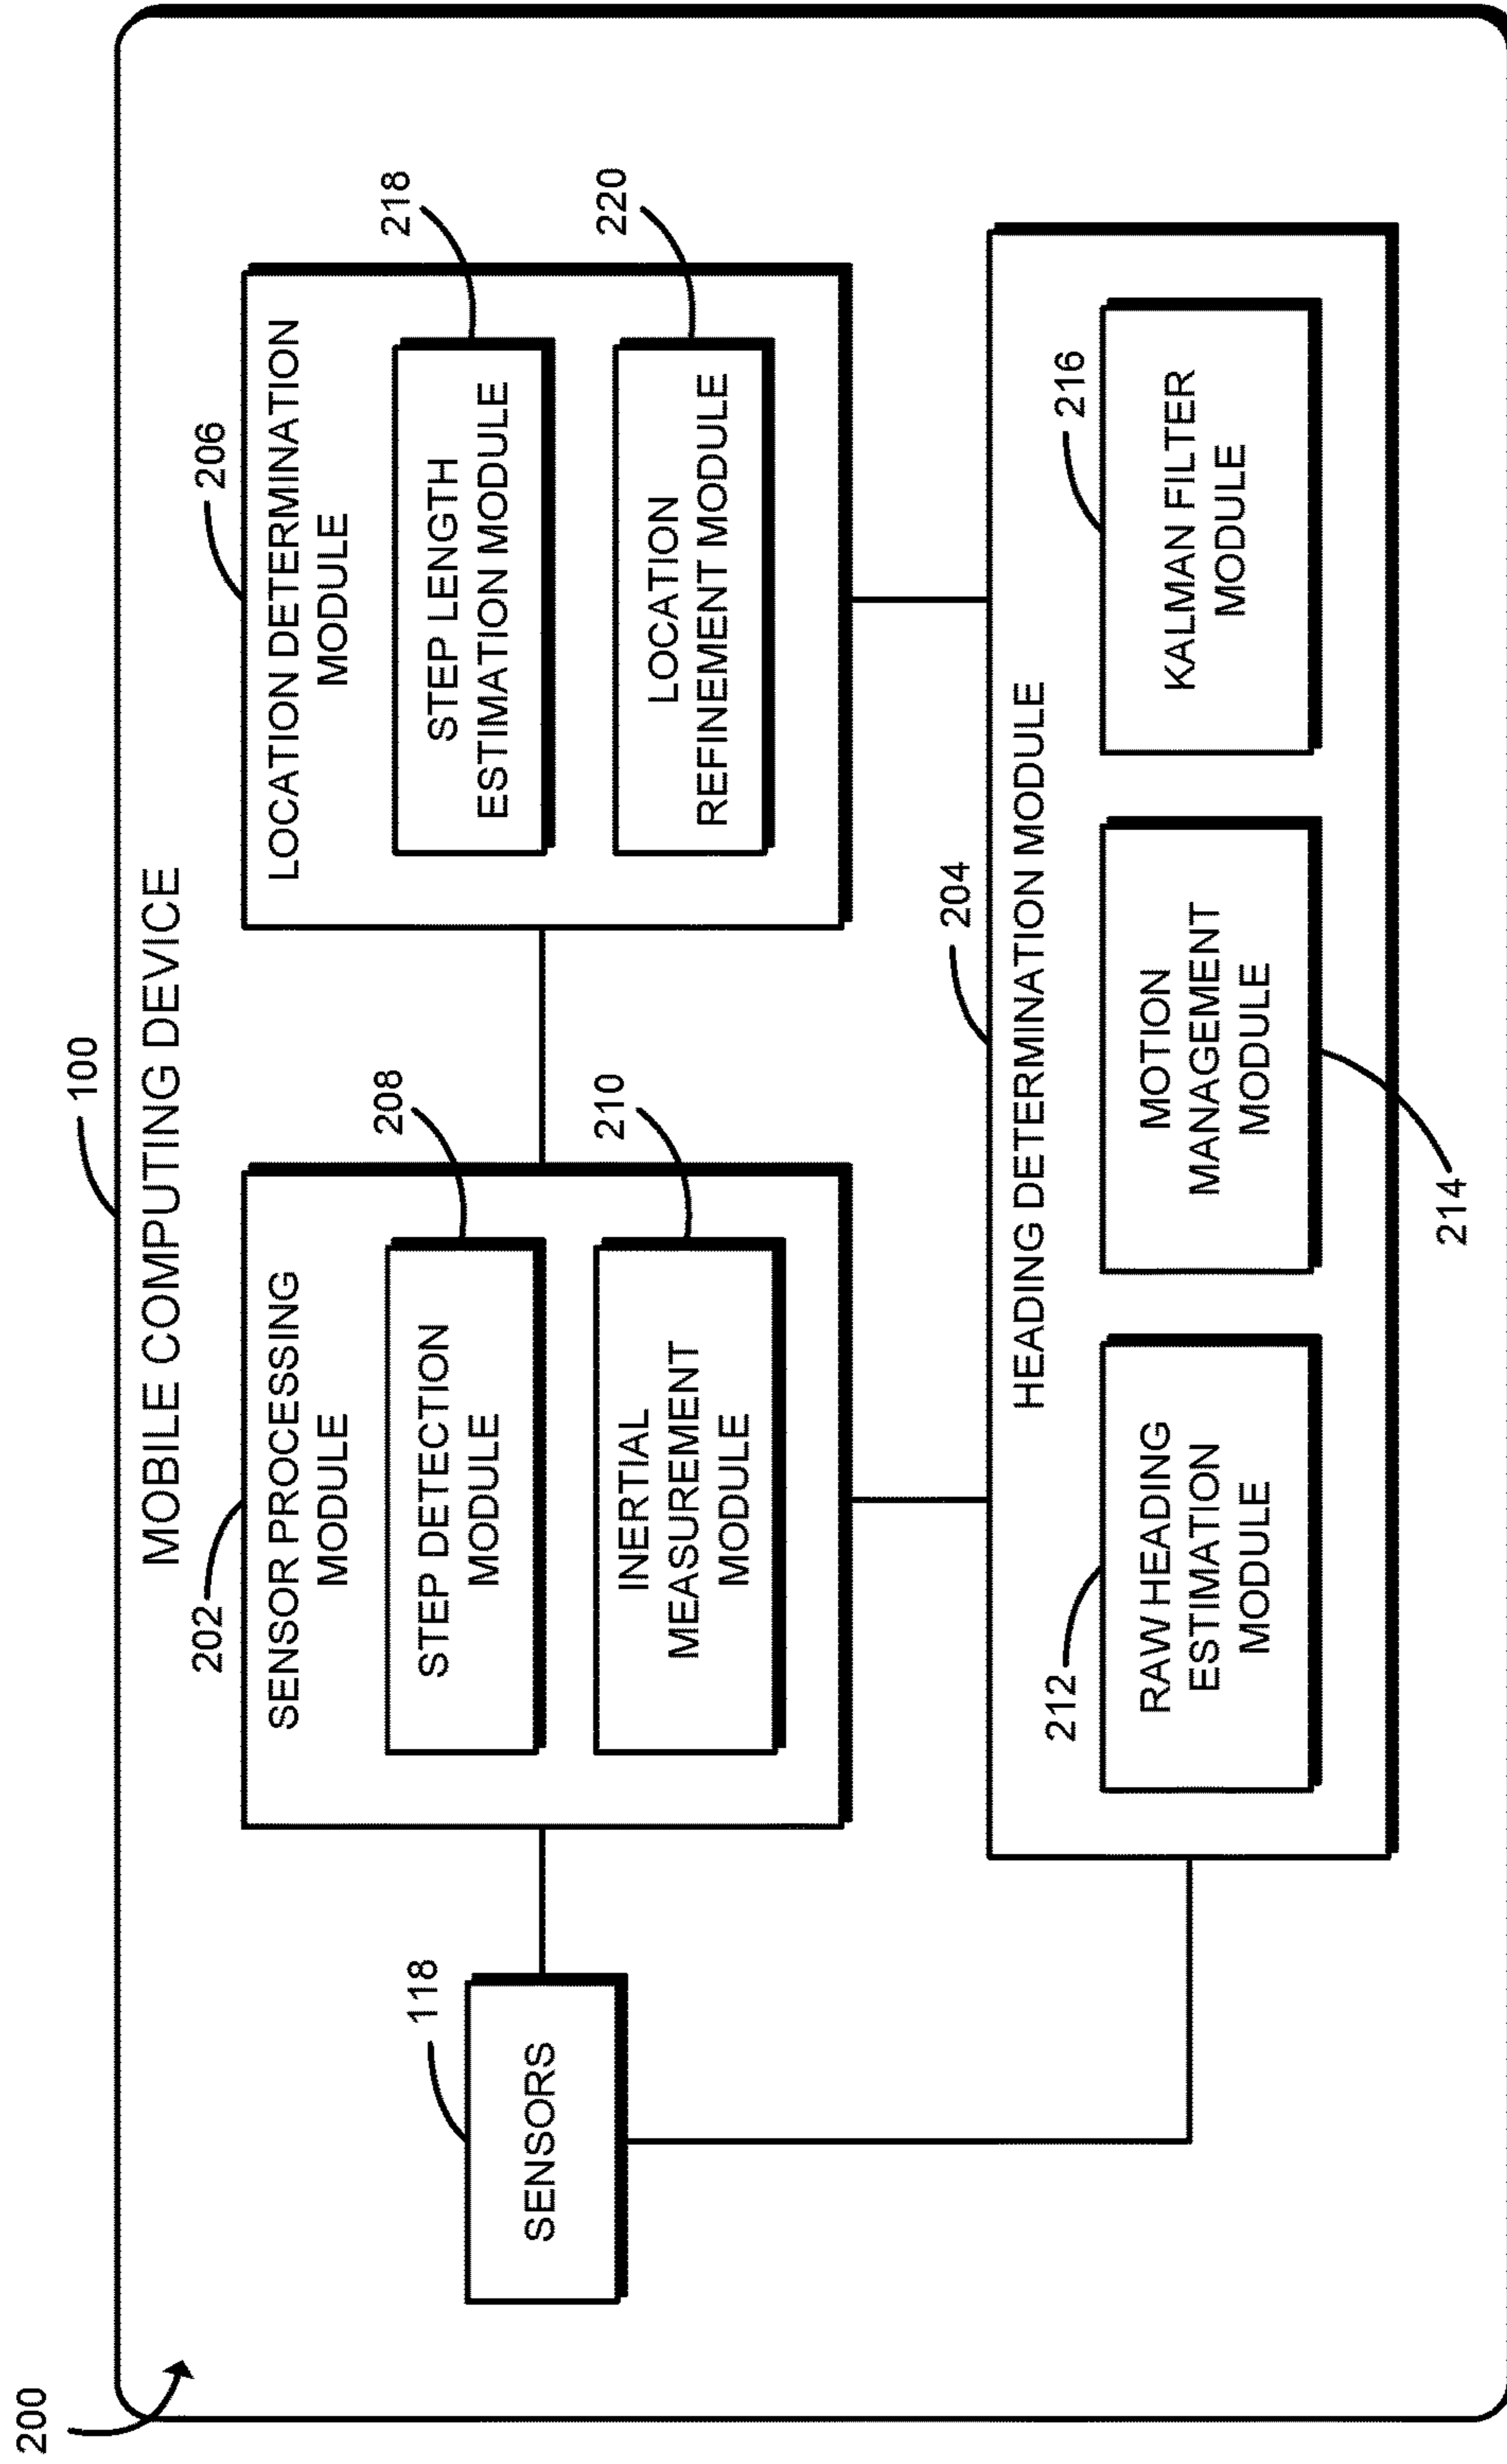 200
100
MOBILE COMPUTING DEVICE
118
SENSORS
202
SENSOR PROCESSING
MODULE
208
STEP DETECTION
MODULE
210
INERTIAL
MEASUREMENT
MODULE
206
LOCATION DETERMINATION
MODULE
218
STEP LENGTH
ESTIMATION MODULE
220
LOCATION
REFINEMENT MODULE
204
HEADING DETERMINATION MODULE
212
RAW HEADING
ESTIMATION
MODULE
MOTION
MANAGEMENT
MODULE
214
216
KALMAN FILTER
MODULE